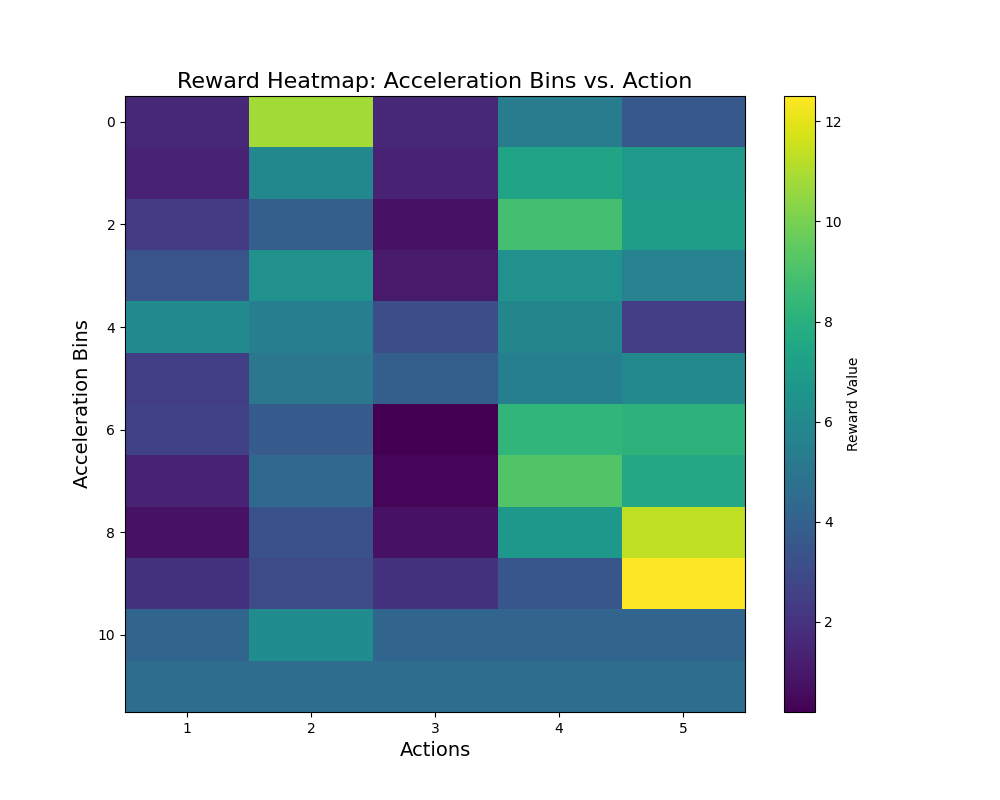 Reward Heatmap: Acceleration Bins vs. Action
0
2
4
6
8
10
Acceleration Bins
1 2 3 4 5
Actions
12
10
8
6
4
2
Reward Value